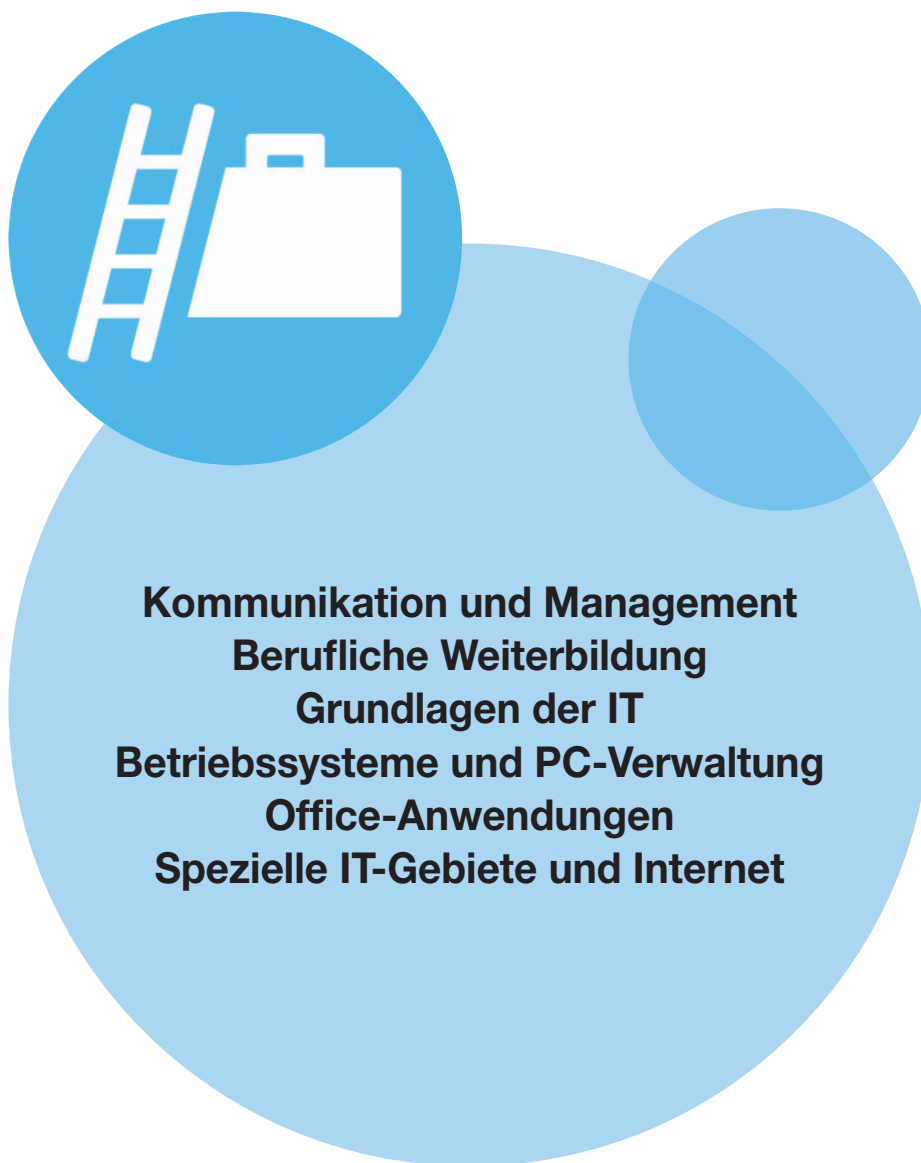 Kommunikation und Management
Berufliche Weiterbildung
Grundlagen der IT
Betriebssysteme und PC-Verwaltung
Office-Anwendungen
Spezielle IT-Gebiete und Internet